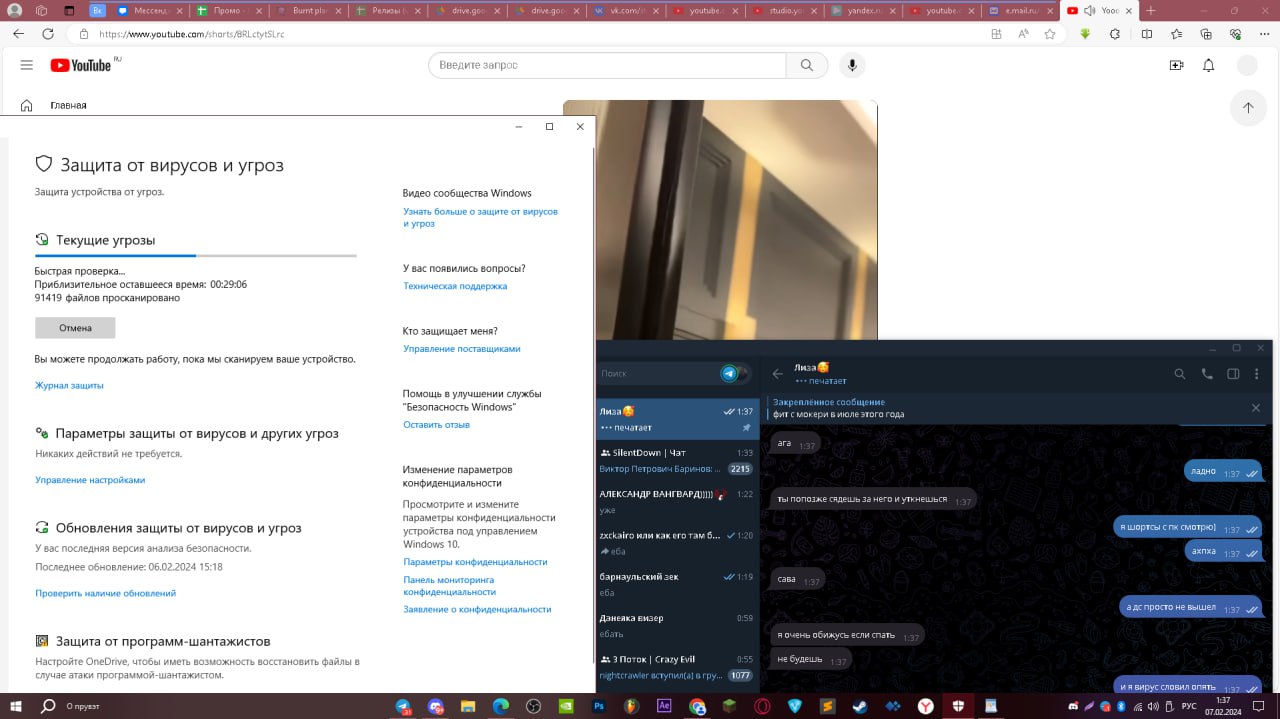 Мессенд
Промо -
Burnt plan
Релизы (
drive.goo
drive.goo
vk.com/in
youtube.c
yandex.ru
youtube.c
e.mail.ru/
studio.yo
Yooc
https://www.youtube.com/shorts/8RLctytSLrc
YouTube RU
Введите запрос
Главная
Защита от вирусов и угроз
Защита устройства от угроз.
Текущие угрозы
Быстрая проверка...
Приблизительное оставшееся время: 00:29:06
91419 файлов просканировано
Отмена
Вы можете продолжать работу, пока мы сканируем ваше устройство.
Журнал защиты
Параметры защиты от вирусов и других угроз
Никаких действий не требуется.
Управление настройками
Обновления защиты от вирусов и угроз
У вас последняя версия анализа безопасности.
Последнее обновление: 06.02.2024 15:18
Проверить наличие обновлений
Защита от программ-шантажистов
Настройте OneDrive, чтобы иметь возможность восстановить файлы в
случае атаки программой-шантажистом.
Видео сообщества Windows
Узнать больше о защите от вирусов
и угроз
У вас появились вопросы?
Техническая поддержка
Кто защищает меня?
Управление поставщиками
Помощь в улучшении службы
"Безопасность Windows"
Оставить отзыв
Изменение параметров
конфиденциальности
Просмотрите и измените
параметры конфиденциальности
устройства под управлением
Windows 10.
Параметры конфиденциальности
Панель мониторинга
конфиденциальности
Заявление о конфиденциальности
Поиск
Лиза 1:37
печатает
SilentDown | Чат 1:33
Виктор Петрович Баринов: ... 2215
АЛЕКСАНДР ВАНГВАРД))))) 1:22
уже
zxckairo или как его там б... 1:20
еба
барнаульский зек 1:19
еба
Данеяка визер 0:59
ебать
3 Поток | Crazy Evil 0:55
nightcrawler вступил(а) в гру... 1077
Лиза
печатает
Закреплённое сообщение
фит с мокери в июле этого года
ага 1:37
ладно 1:37
ты попозже сядешь за него и уткнешься 1:37
я шортсы с пк смотрю) 1:37
ахпха 1:37
сава 1:37
а дс просто не вышел 1:37
я очень обижусь если спать 1:37
не будешь 1:37
и я вирус словил опять 1:37
О прувэт
РУС
1:37
07.02.2024